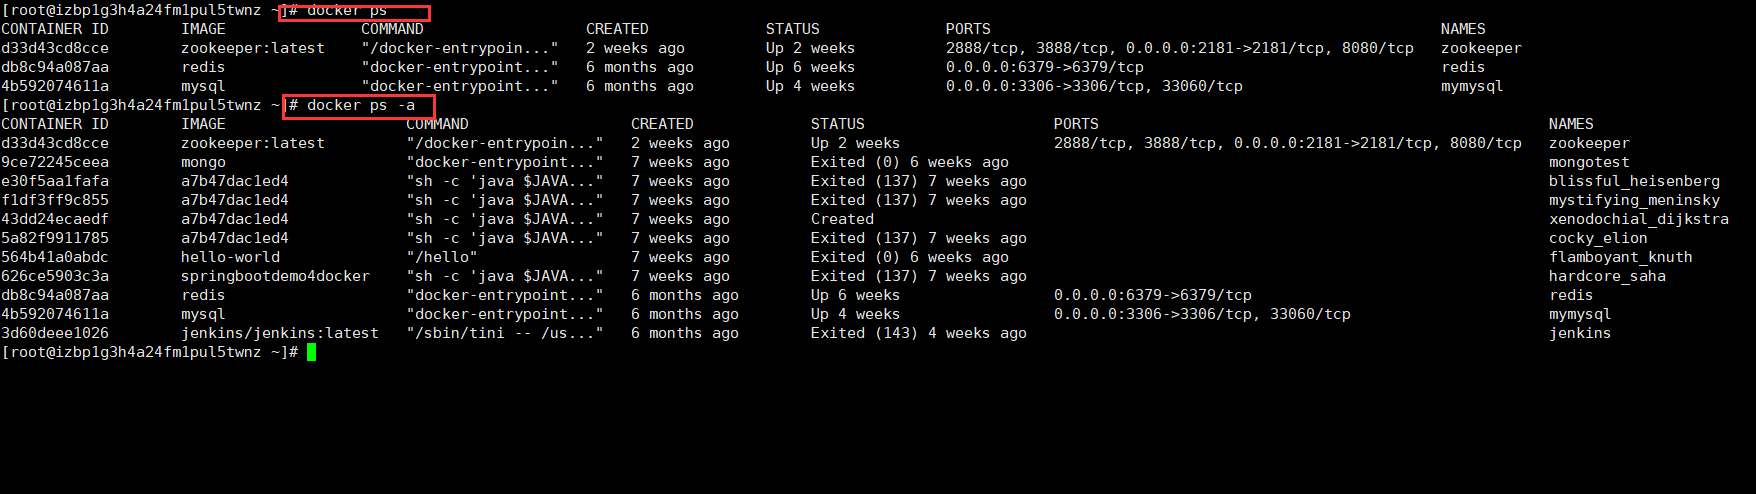 [root@izbp1g3h4a24fm1pul5twnz ~]# docker ps
CONTAINER ID        IMAGE               COMMAND                  CREATED             STATUS              PORTS                                                  NAMES
d33d43cd8cce        zookeeper:latest    "/docker-entrypoin..."   2 weeks ago         Up 2 weeks          2888/tcp, 3888/tcp, 0.0.0.0:2181->2181/tcp, 8080/tcp   zookeeper
db8c94a087aa        redis               "docker-entrypoint..."   6 months ago        Up 6 weeks          0.0.0.0:6379->6379/tcp                                 redis
4b592074611a        mysql               "docker-entrypoint..."   6 months ago        Up 4 weeks          0.0.0.0:3306->3306/tcp, 33060/tcp                      mymysql
[root@izbp1g3h4a24fm1pul5twnz ~]# docker ps -a
CONTAINER ID        IMAGE                    COMMAND                  CREATED             STATUS                     PORTS                                                  NAMES
d33d43cd8cce        zookeeper:latest         "/docker-entrypoin..."   2 weeks ago         Up 2 weeks                 2888/tcp, 3888/tcp, 0.0.0.0:2181->2181/tcp, 8080/tcp   zookeeper
9ce72245ceea        mongo                    "docker-entrypoint..."   7 weeks ago         Exited (0) 6 weeks ago                                                            mongotest
e30f5aa1fafa        a7b47dac1ed4             "sh -c 'java $JAVA..."   7 weeks ago         Exited (137) 7 weeks ago                                                          blissful_heisenberg
f1df3ff9c855        a7b47dac1ed4             "sh -c 'java $JAVA..."   7 weeks ago         Exited (137) 7 weeks ago                                                          mystifying_meninsky
43dd24ecaedf        a7b47dac1ed4             "sh -c 'java $JAVA..."   7 weeks ago         Created                                                                           xenodochial_dijkstra
5a82f9911785        a7b47dac1ed4             "sh -c 'java $JAVA..."   7 weeks ago         Exited (137) 7 weeks ago                                                          cocky_elion
564b41a0abdc        hello-world              "/hello"                 7 weeks ago         Exited (0) 6 weeks ago                                                            flamboyant_knuth
626ce5903c3a        springbootdemo4docker    "sh -c 'java $JAVA..."   7 weeks ago         Exited (137) 7 weeks ago                                                          hardcore_saha
db8c94a087aa        redis                    "docker-entrypoint..."   6 months ago        Up 6 weeks                 0.0.0.0:6379->6379/tcp                                 redis
4b592074611a        mysql                    "docker-entrypoint..."   6 months ago        Up 4 weeks                 0.0.0.0:3306->3306/tcp, 33060/tcp                      mymysql
3d60deee1026        jenkins/jenkins:latest   "/sbin/tini -- /us..."   6 months ago        Exited (143) 4 weeks ago                                                          jenkins
[root@izbp1g3h4a24fm1pul5twnz ~]#